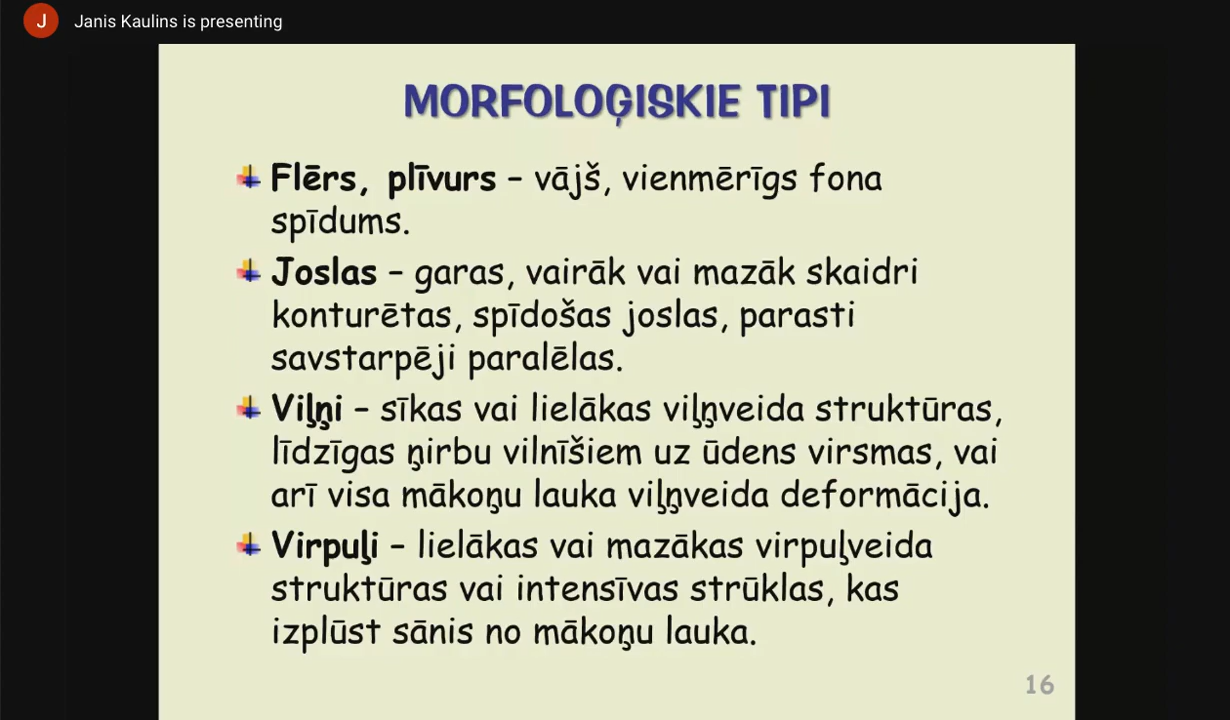 J
Janis Kaulins is presenting
MORFOLOĢISKIE TIPI
Flērs, plīvurs – vājš, vienmērīgs fona
spīdums.
Joslas – garas, vairāk vai mazāk skaidri
konturētas, spīdošas joslas, parasti
savstarpēji paralēlas.
Viļņi – sīkas vai lielākas viļņveida struktūras,
līdzīgas ņirbu vilnīšiem uz ūdens virsmas, vai
arī visa mākoņu lauka viļņveida deformācija.
Virpuļi – lielākas vai mazākas virpuļveida
struktūras vai intensīvas strūklas, kas
izplūst sānis no mākoņu lauka.
16